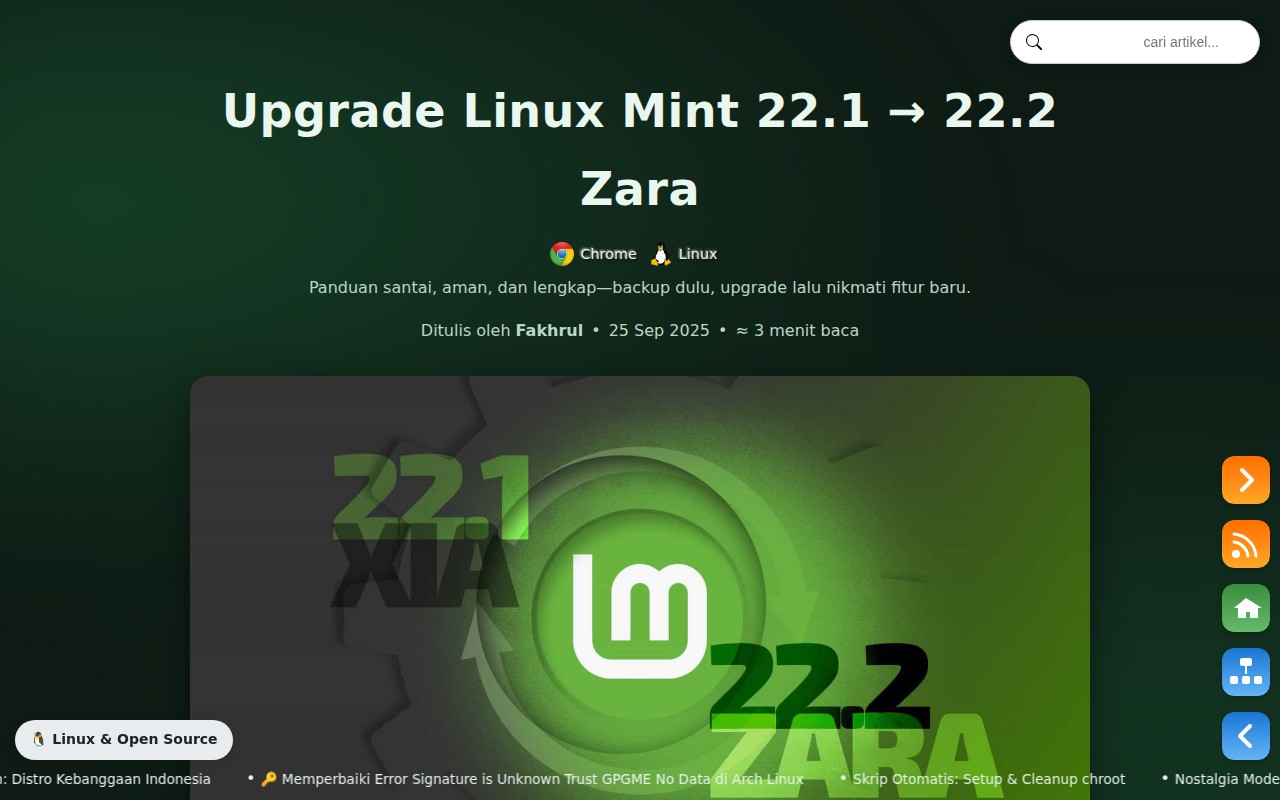 cari artikel...
Upgrade Linux Mint 22.1 → 22.2
Zara
Chrome Linux
Panduan santai, aman, dan lengkap—backup dulu, upgrade lalu nikmati fitur baru.
Ditulis oleh Fakhrul • 25 Sep 2025 • ≈ 3 menit baca
22.1
XIA
lm
22.2
ZARA
🐧 Linux & Open Source
: Distro Kebanggaan Indonesia • 🔑 Memperbaiki Error Signature is Unknown Trust GPGME No Data di Arch Linux • Skrip Otomatis: Setup & Cleanup chroot • Nostalgia Mode